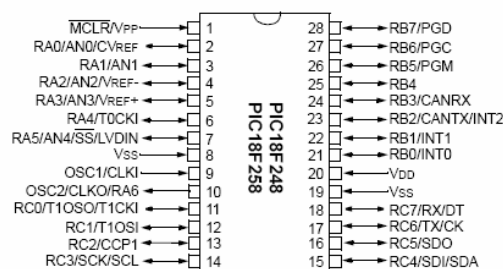 MCLR/VPP 1 28 RB7/PGD
RA0/AN0/CVREF 2 27 RB6/PGC
RA1/AN1 3 26 RB5/PGM
RA2/AN2/VREF- 4 25 RB4
RA3/AN3/VREF+ 5 24 RB3/CANRX
RA4/T0CKI 6 23 RB2/CANTX/INT2
RA5/AN4/SS/LVDIN 7 22 RB1/INT1
VSS 8 21 RB0/INT0
OSC1/CLKI 9 20 VDD
OSC2/CLKO/RA6 10 19 VSS
RC0/T1OSO/T1CKI 11 18 RC7/RX/DT
RC1/T1OSI 12 17 RC6/TX/CK
RC2/CCP1 13 16 RC5/SDO
RC3/SCK/SCL 14 15 RC4/SDI/SDA
PIC18F248
PIC18F258